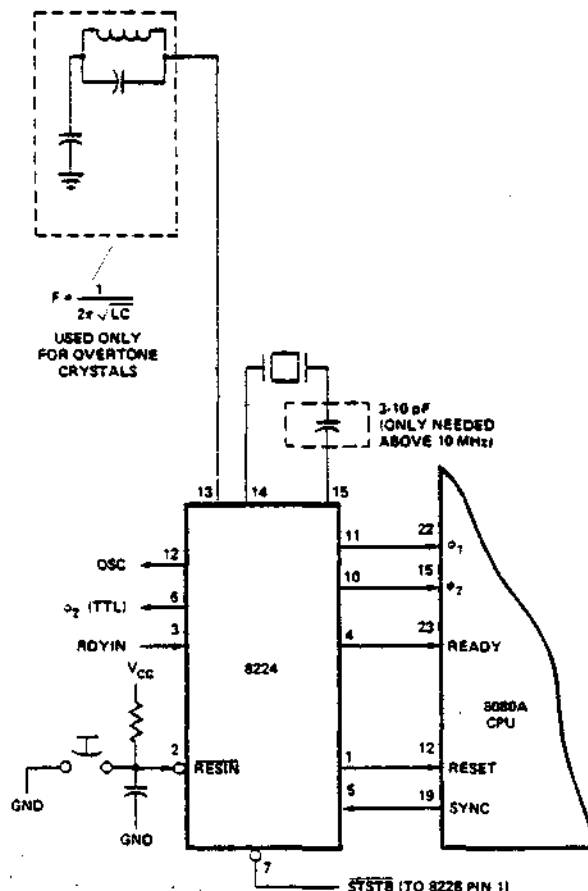 F = 1
2π √LC
USED ONLY
FOR OVERTONE
CRYSTALS
3-10 pF
(ONLY NEEDED
ABOVE 10 MHz)
13
14
15
11
22
φ1
12
OSC
10
15
φ2
6
φ2 (TTL)
3
RDYIN
4
23
READY
8224
VCC
8080A
CPU
2
RESIN
1
12
RESET
GND
5
19
SYNC
GND
7
STSTB (TO 8228 PIN 1)